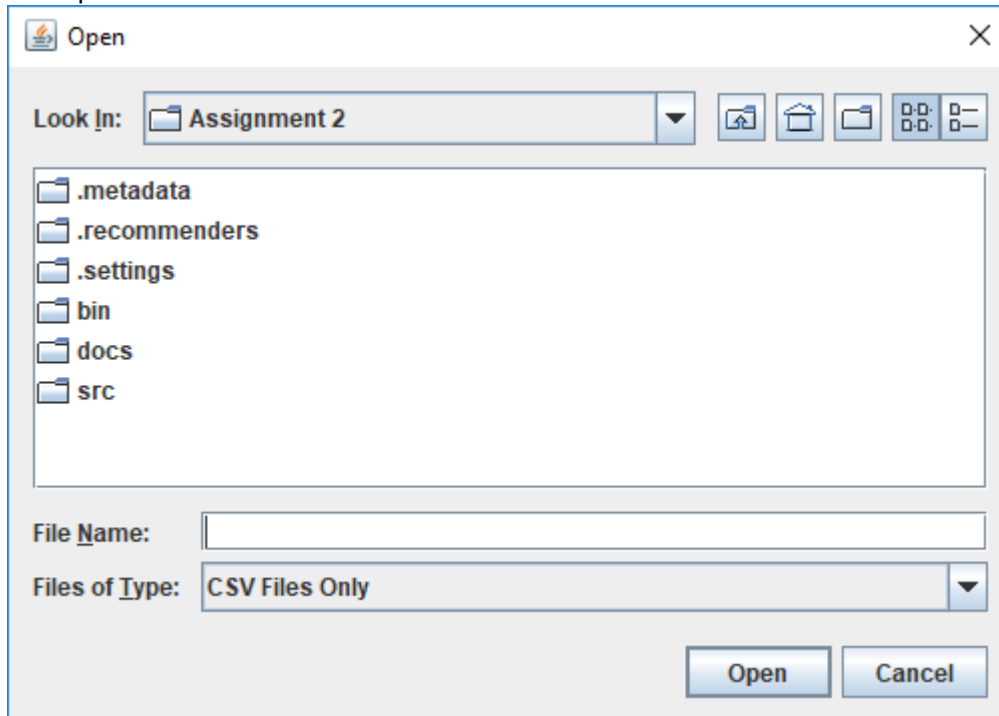 Open
Look In: Assignment 2
.metadata
.recommenders
.settings
bin
docs
src
File Name:
Files of Type: CSV Files Only
Open Cancel